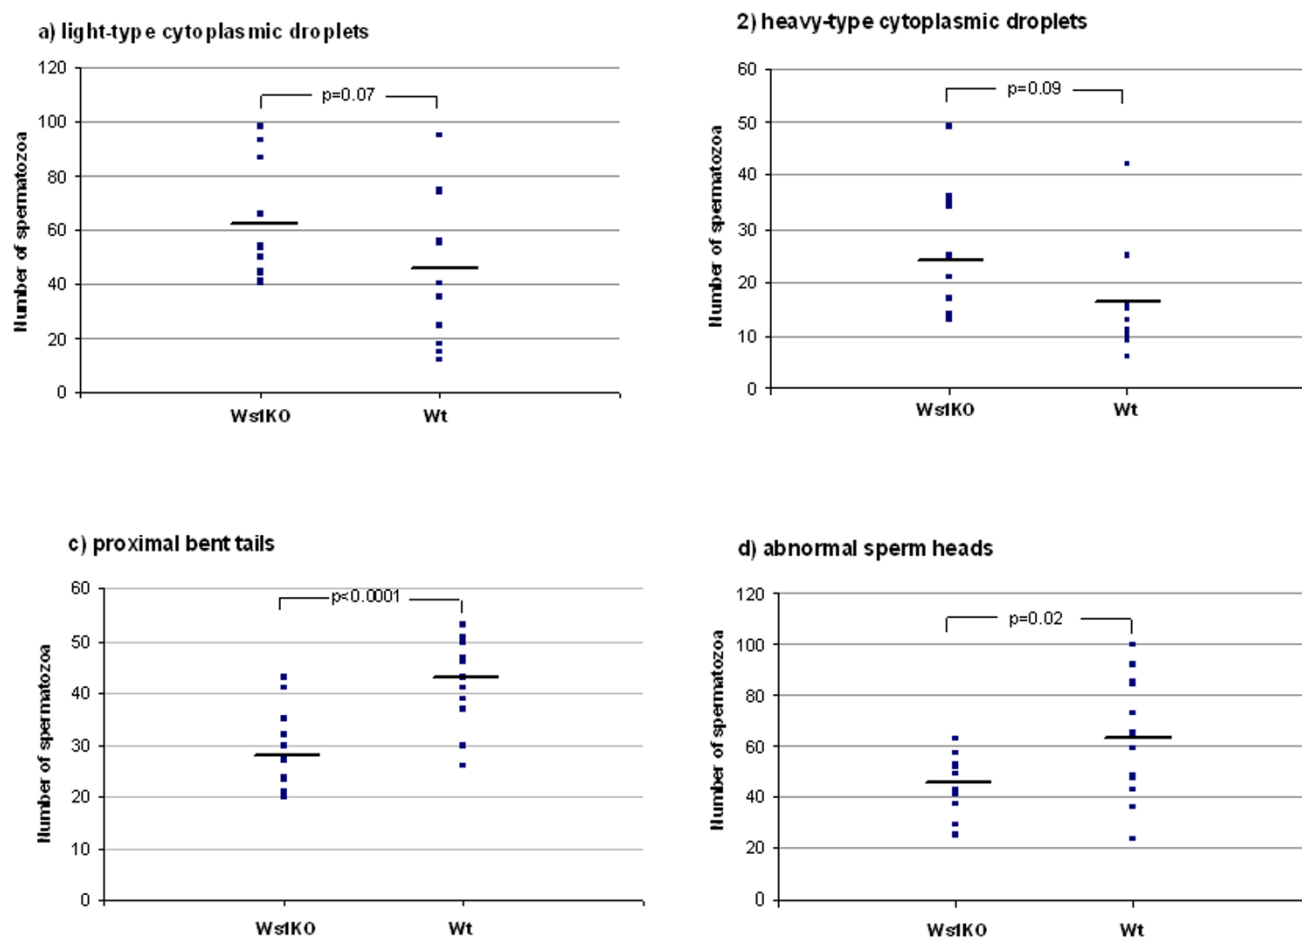 a) light-type cytoplasmic droplets
Number of spermatozoa
120
100
80
60
40
20
0
p=0.07
Wsf1KO
Wt
2) heavy-type cytoplasmic droplets
Number of spermatozoa
60
50
40
30
20
10
0
p=0.09
Wsf1KO
Wt
c) proximal bent tails
Number of spermatozoa
60
50
40
30
20
10
0
p<0.0001
Wsf1KO
Wt
d) abnormal sperm heads
Number of spermatozoa
120
100
80
60
40
20
0
p=0.02
Wsf1KO
Wt